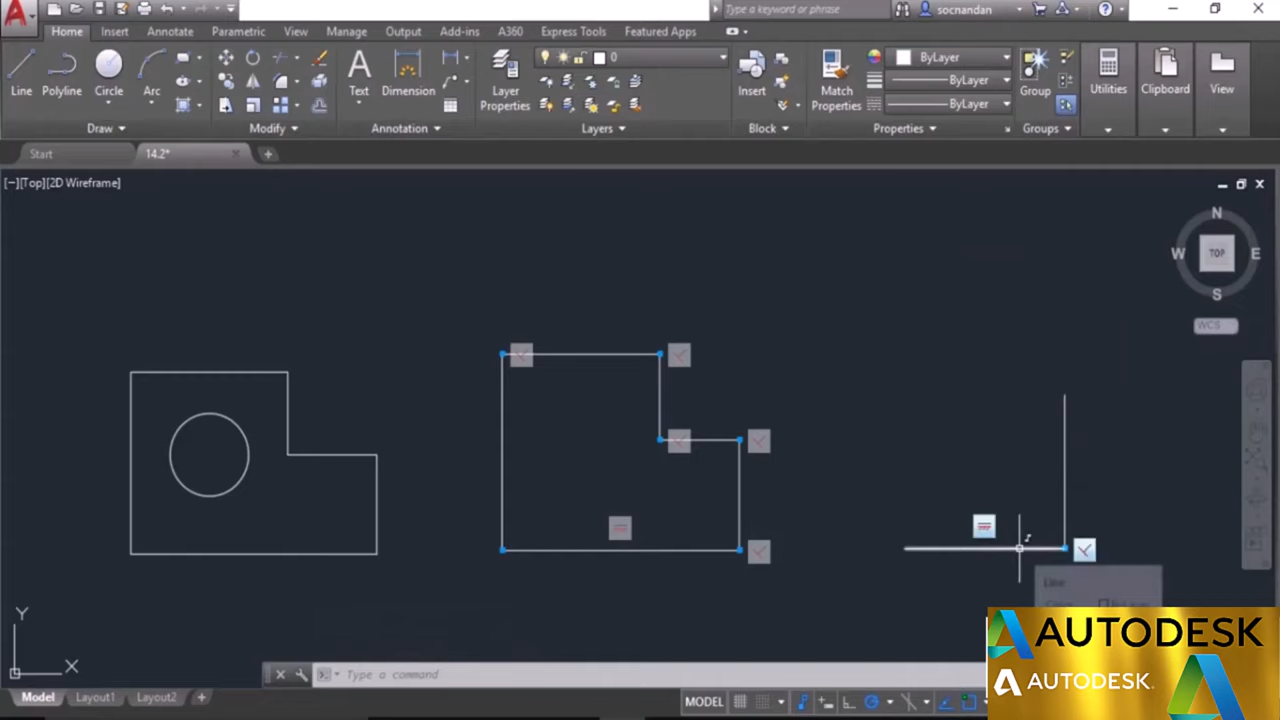 Type a keyword or phrase
socnandan
Home Insert Annotate Parametric View Manage Output Add-ins A360 Express Tools Featured Apps
0
ByLayer
ByLayer
ByLayer
Line Polyline Circle Arc Text Dimension Layer Properties Insert Match Properties Group Utilities Clipboard View
Draw Modify Annotation Layers Block Properties Groups
Start 14.2*
[−][Top][2D Wireframe]
N
W TOP E
S
WCS
Line
Y
X
Type a command
AUTODESK
AUTODESK.
Model Layout1 Layout2
MODEL